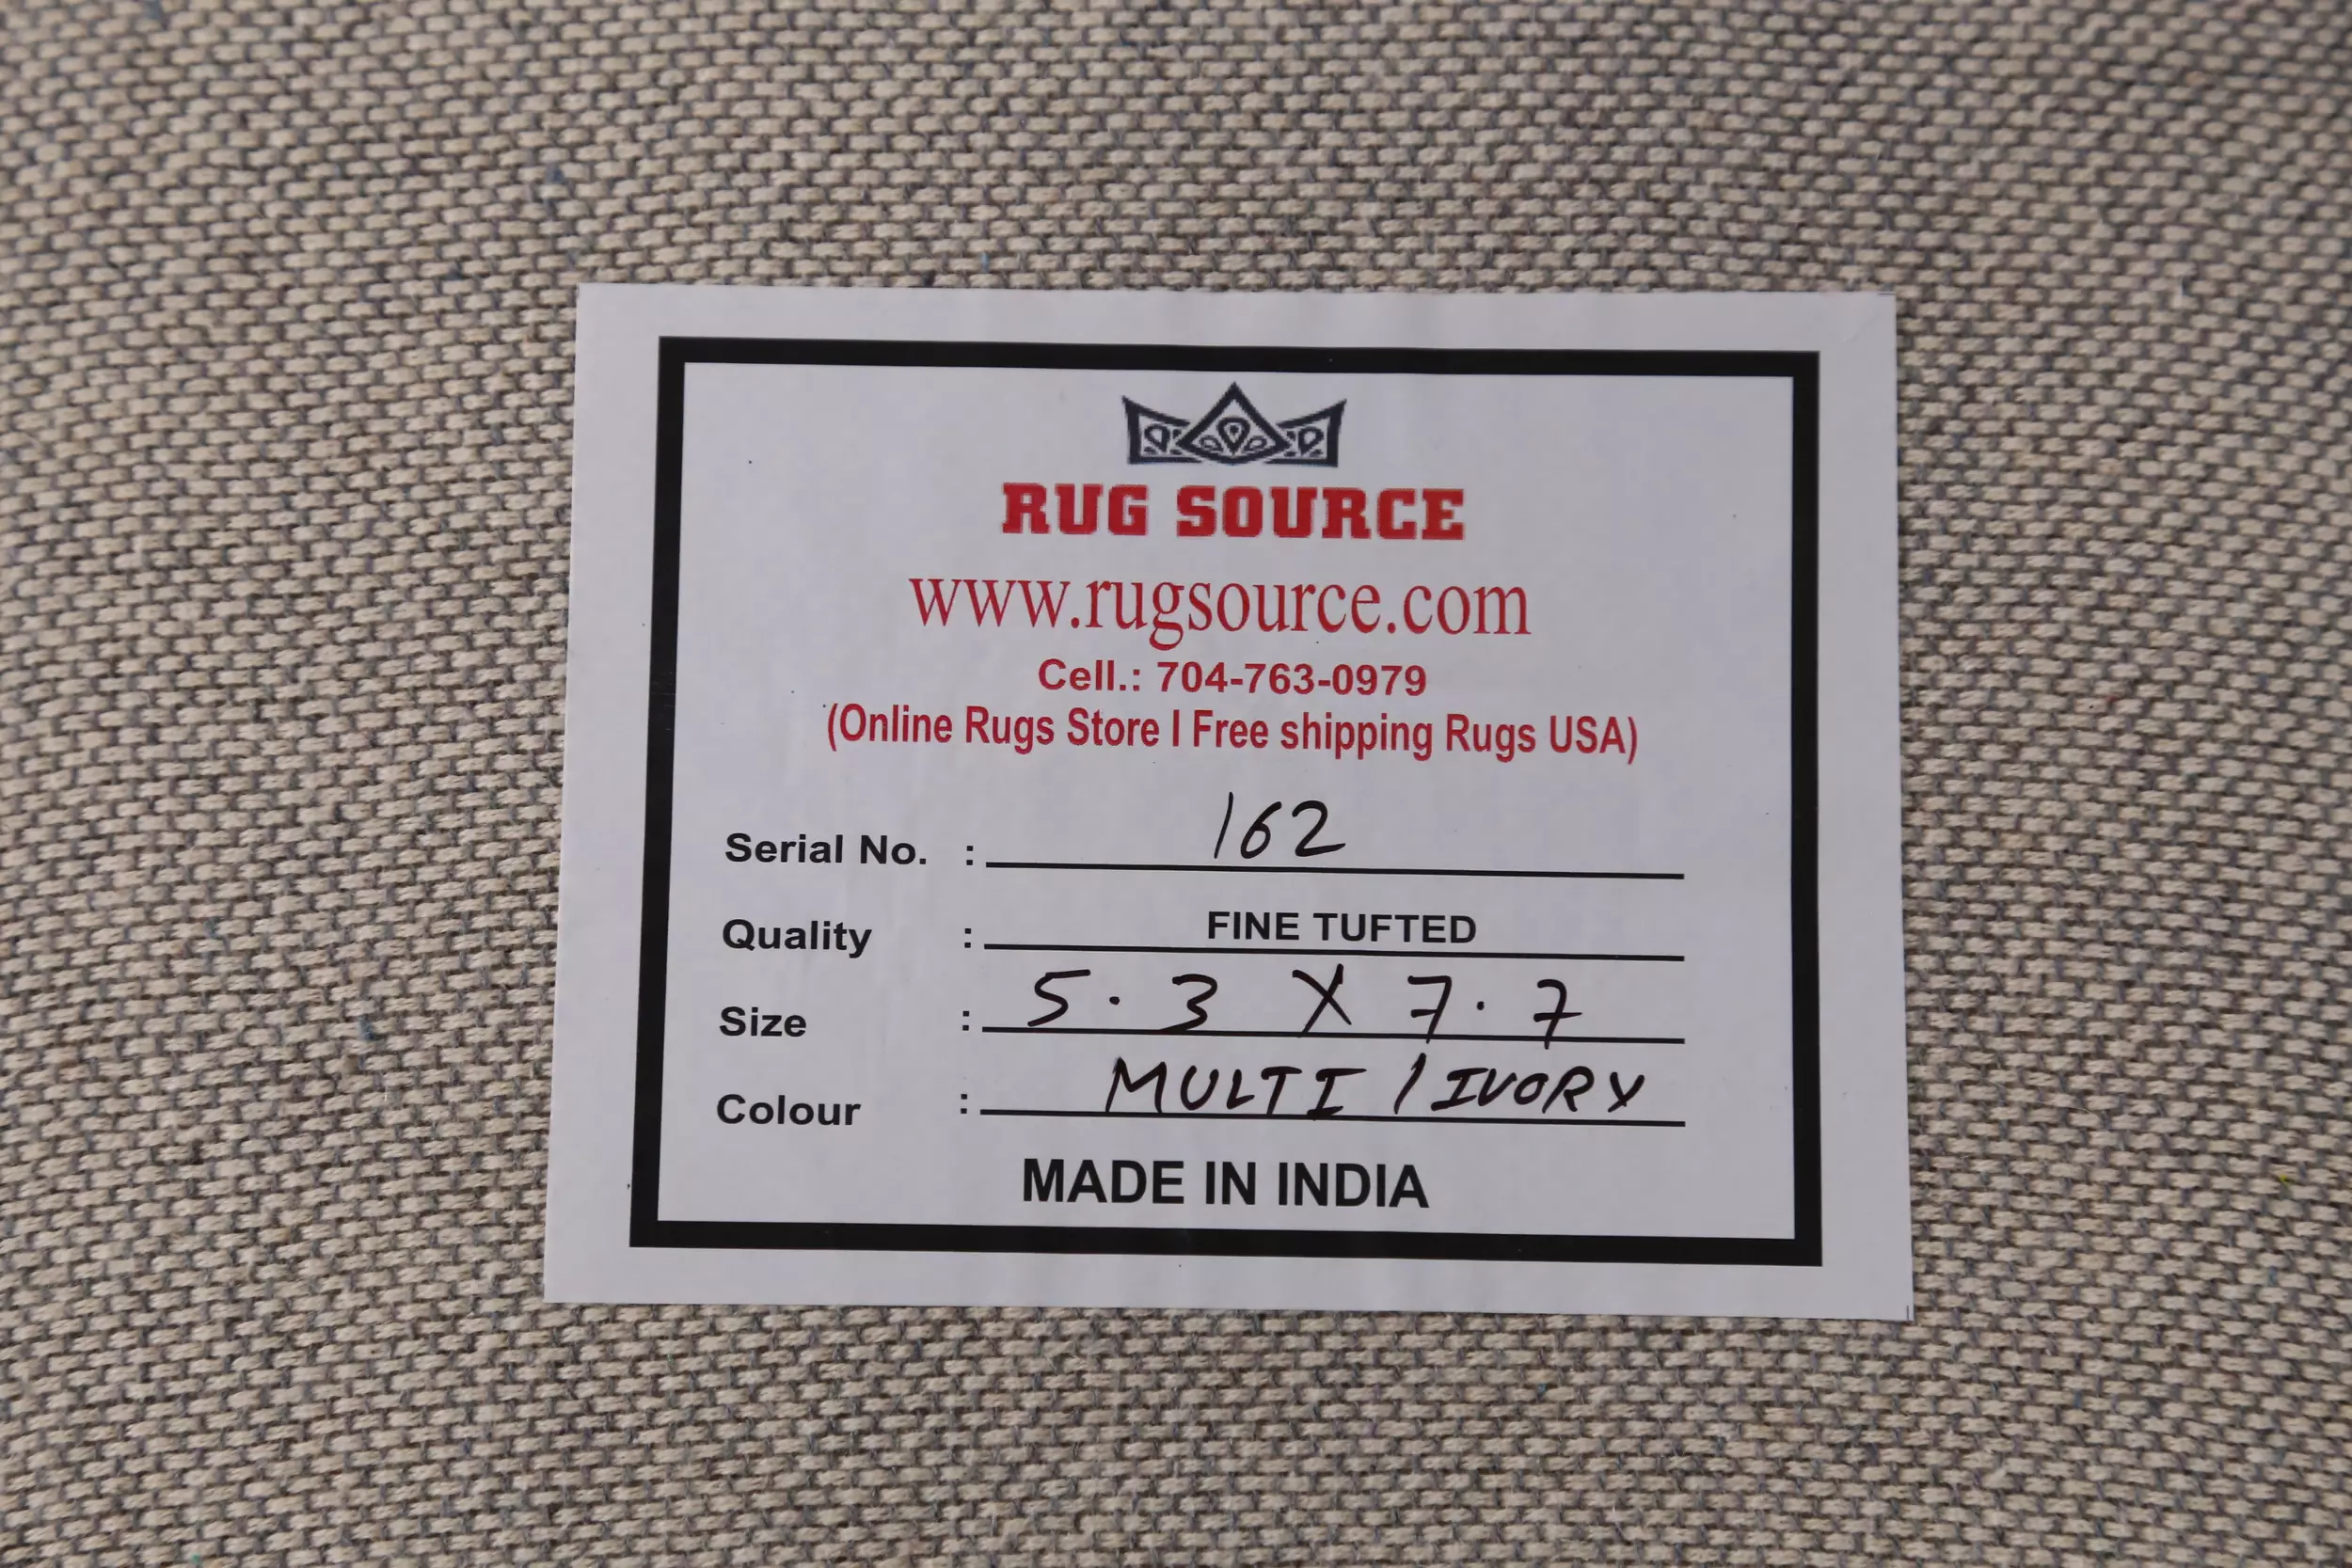 RUG SOURCE
www.rugsource.com
Cell.: 704-763-0979
(Online Rugs Store I Free shipping Rugs USA)
Serial No. : 162
Quality : FINE TUFTED
Size : 5.3 X 7.7
Colour : MULTI / IVORY
MADE IN INDIA